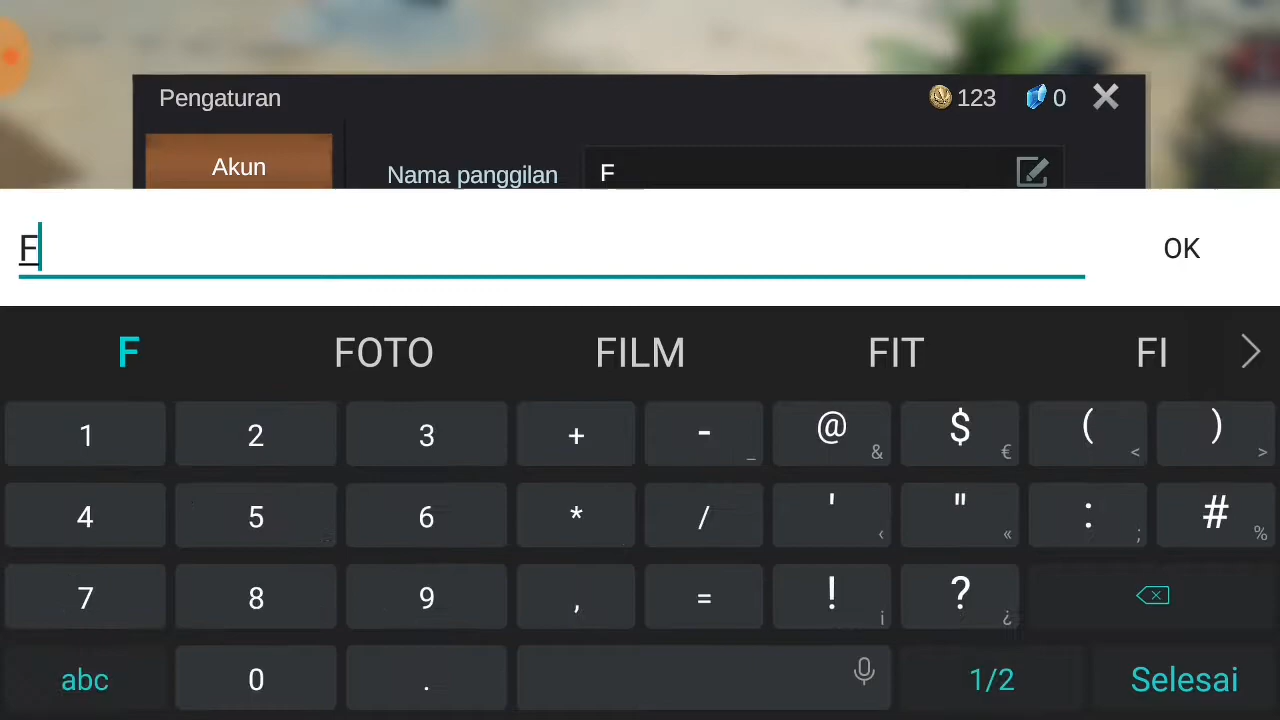 Pengaturan 123 0
Akun Nama panggilan F
F OK
F FOTO FILM FIT FI
1 2 3 + - _ @ & $ € ( < ) >
4 5 6 * / ' ‹ " « : ; # %
7 8 9 , = ! ¡ ? ¿
abc 0 . 1/2 Selesai